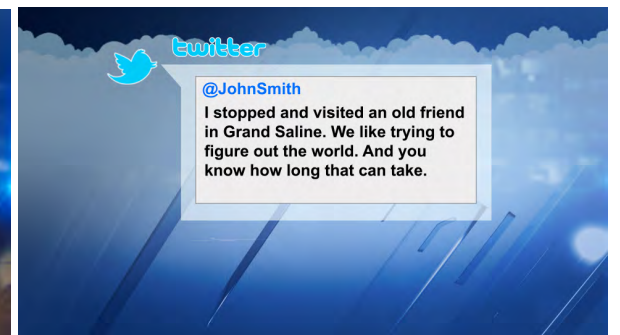 twitter
@JohnSmith
I stopped and visited an old friend
in Grand Saline. We like trying to
figure out the world. And you
know how long that can take.